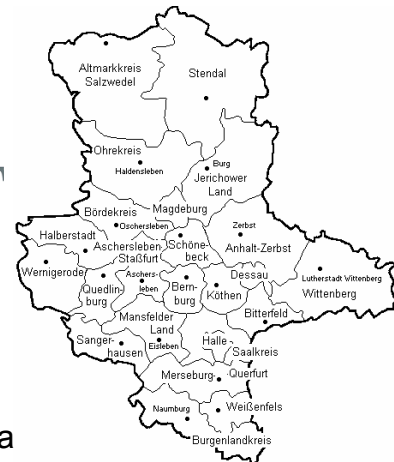 Altmarkkreis
Salzwedel
Stendal
Ohrekreis
Haldensleben
Burg
Jerichower
Land
Bördekreis
Magdeburg
Oschersleben
Halberstadt
Aschersleben
Staßfurt
Schöne-
beck
Zerbst
Anhalt-Zerbst
Wernigerode
Quedlin-
burg
Aschers-
leben
Bern-
burg
Köthen
Dessau
Lutherstadt Wittenberg
Wittenberg
Bitterfeld
Mansfelder
Land
Eisleben
Sanger-
hausen
Halle
Saalkreis
Merseburg
Querfurt
Naumburg
Weißenfels
Burgenlandkreis
a